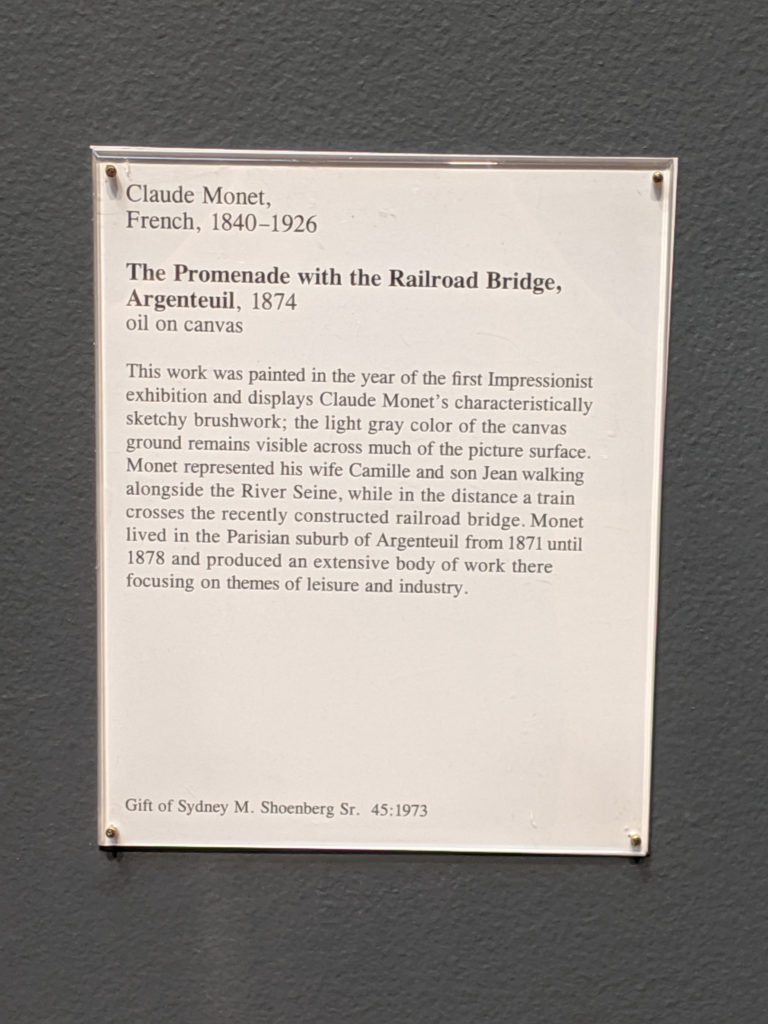 Claude Monet,
French, 1840–1926
The Promenade with the Railroad Bridge,
Argenteuil, 1874
oil on canvas
This work was painted in the year of the first Impressionist
exhibition and displays Claude Monet's characteristically
sketchy brushwork; the light gray color of the canvas
ground remains visible across much of the picture surface.
Monet represented his wife Camille and son Jean walking
alongside the River Seine, while in the distance a train
crosses the recently constructed railroad bridge. Monet
lived in the Parisian suburb of Argenteuil from 1871 until
1878 and produced an extensive body of work there
focusing on themes of leisure and industry.
Gift of Sydney M. Shoenberg Sr. 45:1973